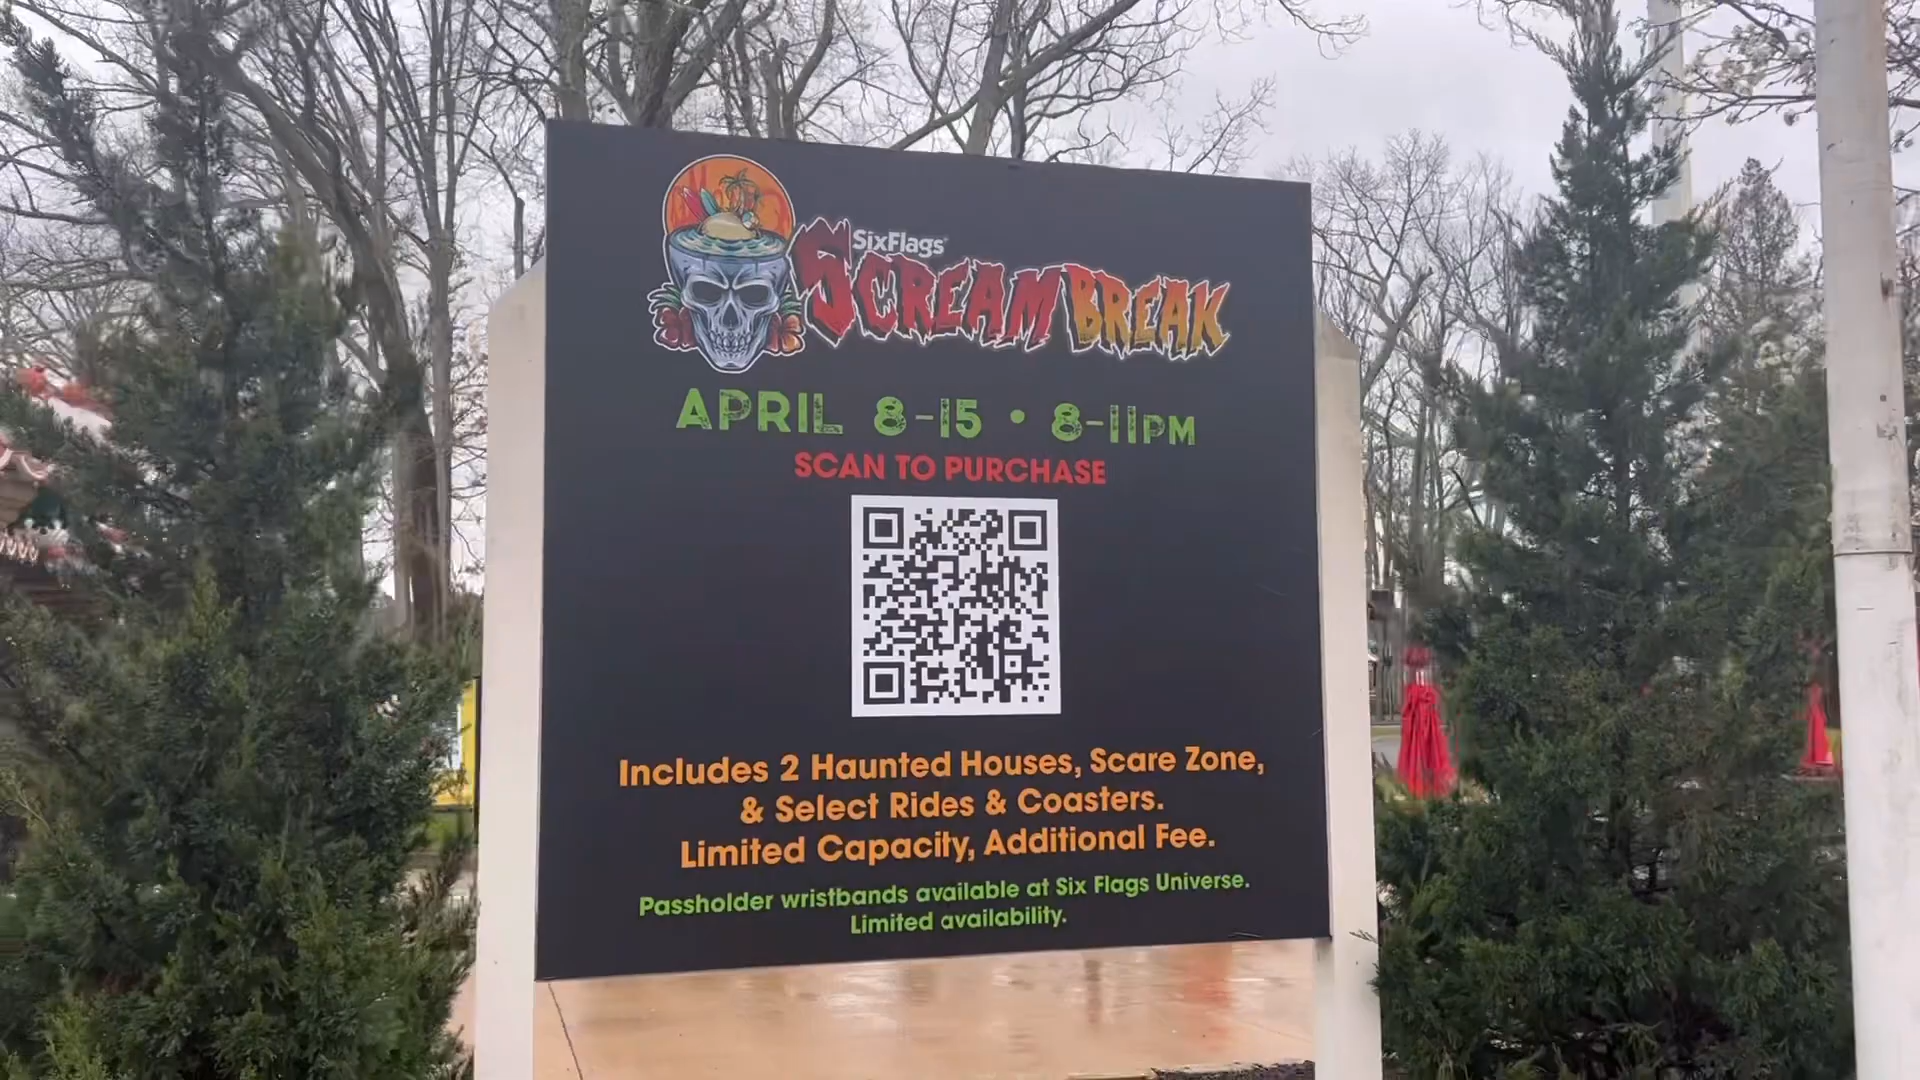 SixFlags
SCREAM BREAK
APRIL 8-15 • 8-11PM
SCAN TO PURCHASE
Includes 2 Haunted Houses, Scare Zone,
& Select Rides & Coasters.
Limited Capacity, Additional Fee.
Passholder wristbands available at Six Flags Universe.
Limited availability.